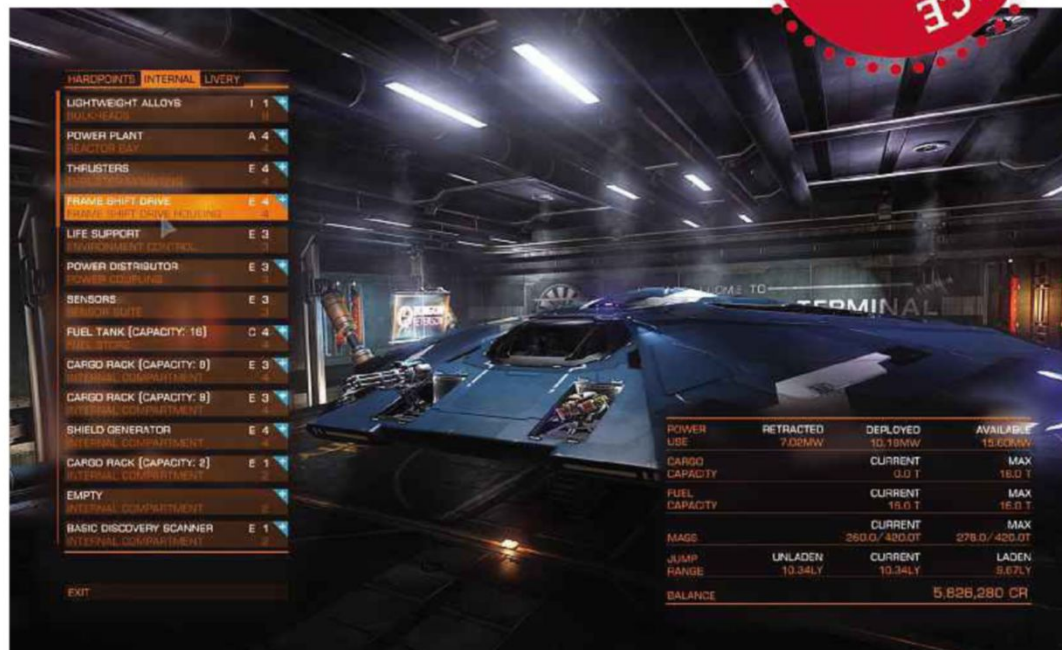 CE
HARDPOINTS INTERNAL LIVERY
LIGHTWEIGHT ALLOYS I 1
BULKHEADS 8
POWER PLANT A 4
REACTOR BAY 4
THRUSTERS E 4
THRUSTER MOUNTING 4
FRAME SHIFT DRIVE E 4
FRAME SHIFT DRIVE HOUSING 4
LIFE SUPPORT E 3
ENVIRONMENT CONTROL 3
POWER DISTRIBUTOR E 3
POWER COUPLING 3
SENSORS E 3
SENSOR SUITE 3
FUEL TANK (CAPACITY: 16) C 4
FUEL STORE 4
CARGO RACK (CAPACITY: 8) E 3
INTERNAL COMPARTMENT 4
CARGO RACK (CAPACITY: 8) E 3
INTERNAL COMPARTMENT 4
SHIELD GENERATOR E 4
INTERNAL COMPARTMENT 4
CARGO RACK (CAPACITY: 2) E 1
INTERNAL COMPARTMENT 2
EMPTY
INTERNAL COMPARTMENT 2
BASIC DISCOVERY SCANNER E 1
INTERNAL COMPARTMENT 2
EXIT
TO
TERMINAL
POWER USE RETRACTED DEPLOYED AVAILABLE
7.02MW 10.19MW 15.60MW
CARGO CAPACITY CURRENT MAX
0.0 T 18.0 T
FUEL CAPACITY CURRENT MAX
16.0 T 16.0 T
MASS CURRENT MAX
260.0/420.0T 278.0/420.0T
JUMP RANGE UNLADEN CURRENT LADEN
10.34LY 10.34LY 9.67LY
BALANCE 5,826,280 CR